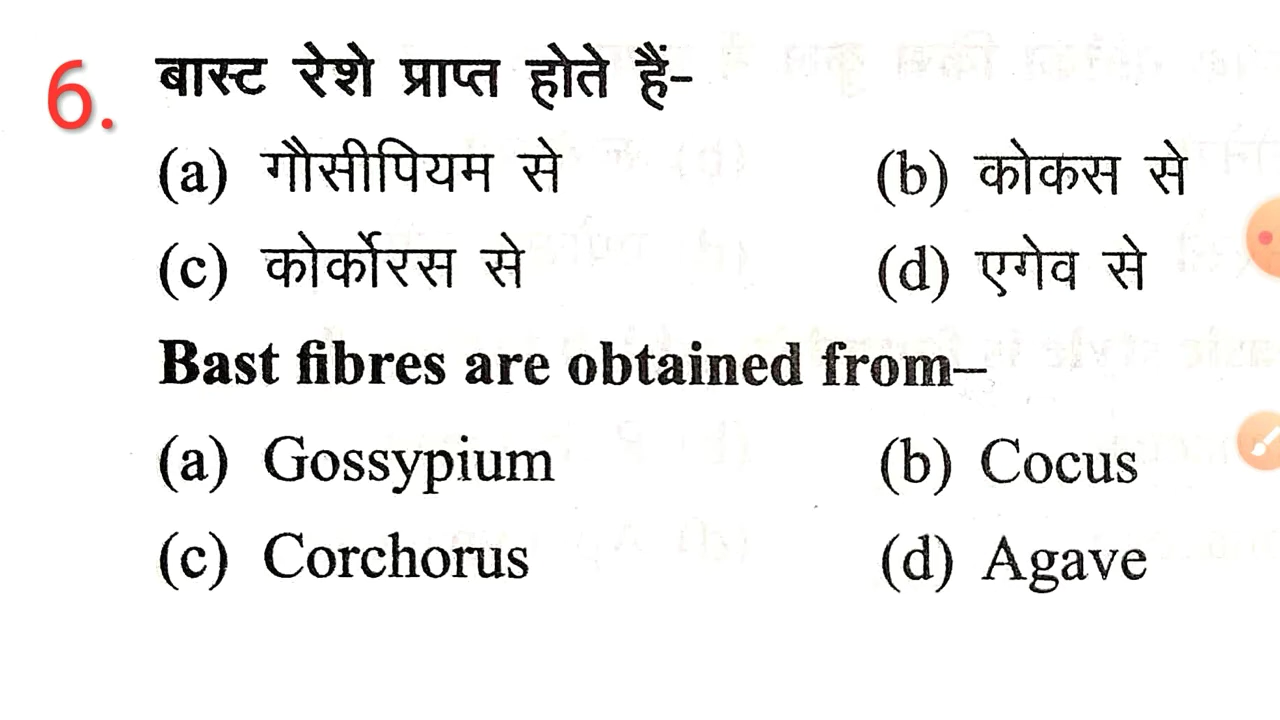 6. बास्ट रेशे प्राप्त होते हैं-
(a) गौसीपियम से (b) कोकस से
(c) कोर्कोरस से (d) एगेव से
Bast fibres are obtained from–
(a) Gossypium (b) Cocus
(c) Corchorus (d) Agave